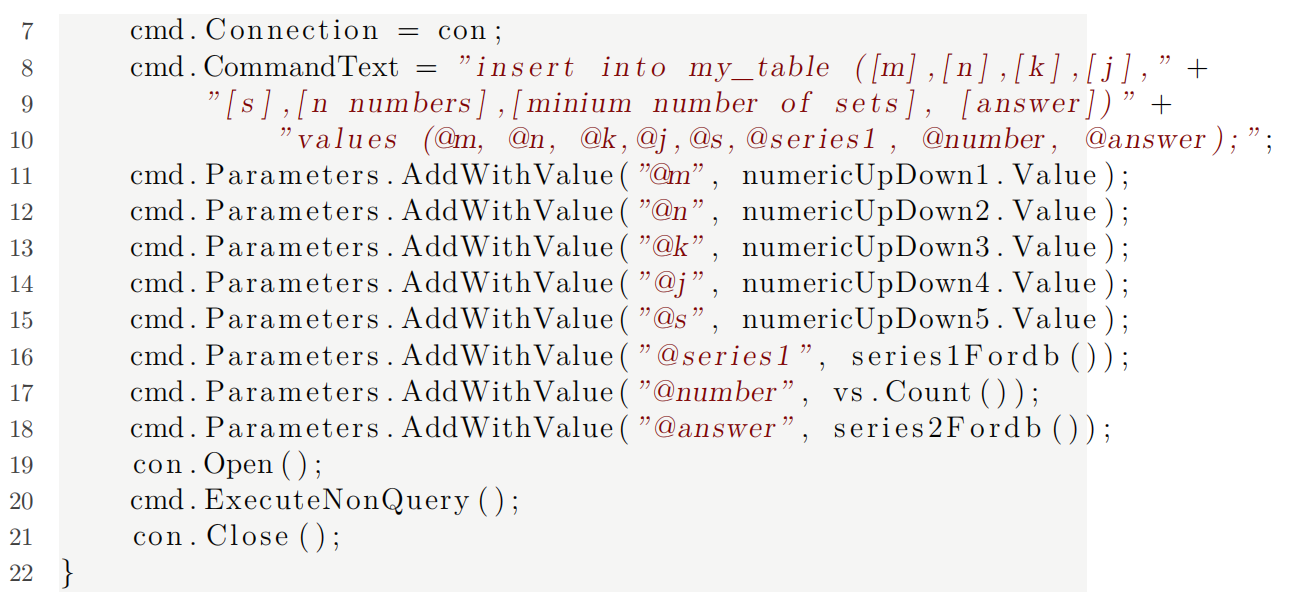 7 cmd.Connection = con;
8 cmd.CommandText = "insert into my_table ([m],[n],[k],[j]," +
9 "[s],[n numbers],[minium number of sets], [answer])" +
10 "values (@m, @n, @k,@j,@s,@series1, @number, @answer);";
11 cmd.Parameters.AddWithValue("@m", numericUpDown1.Value);
12 cmd.Parameters.AddWithValue("@n", numericUpDown2.Value);
13 cmd.Parameters.AddWithValue("@k", numericUpDown3.Value);
14 cmd.Parameters.AddWithValue("@j", numericUpDown4.Value);
15 cmd.Parameters.AddWithValue("@s", numericUpDown5.Value);
16 cmd.Parameters.AddWithValue("@series1", series1Fordb());
17 cmd.Parameters.AddWithValue("@number", vs.Count());
18 cmd.Parameters.AddWithValue("@answer", series2Fordb());
19 con.Open();
20 cmd.ExecuteNonQuery();
21 con.Close();
22 }